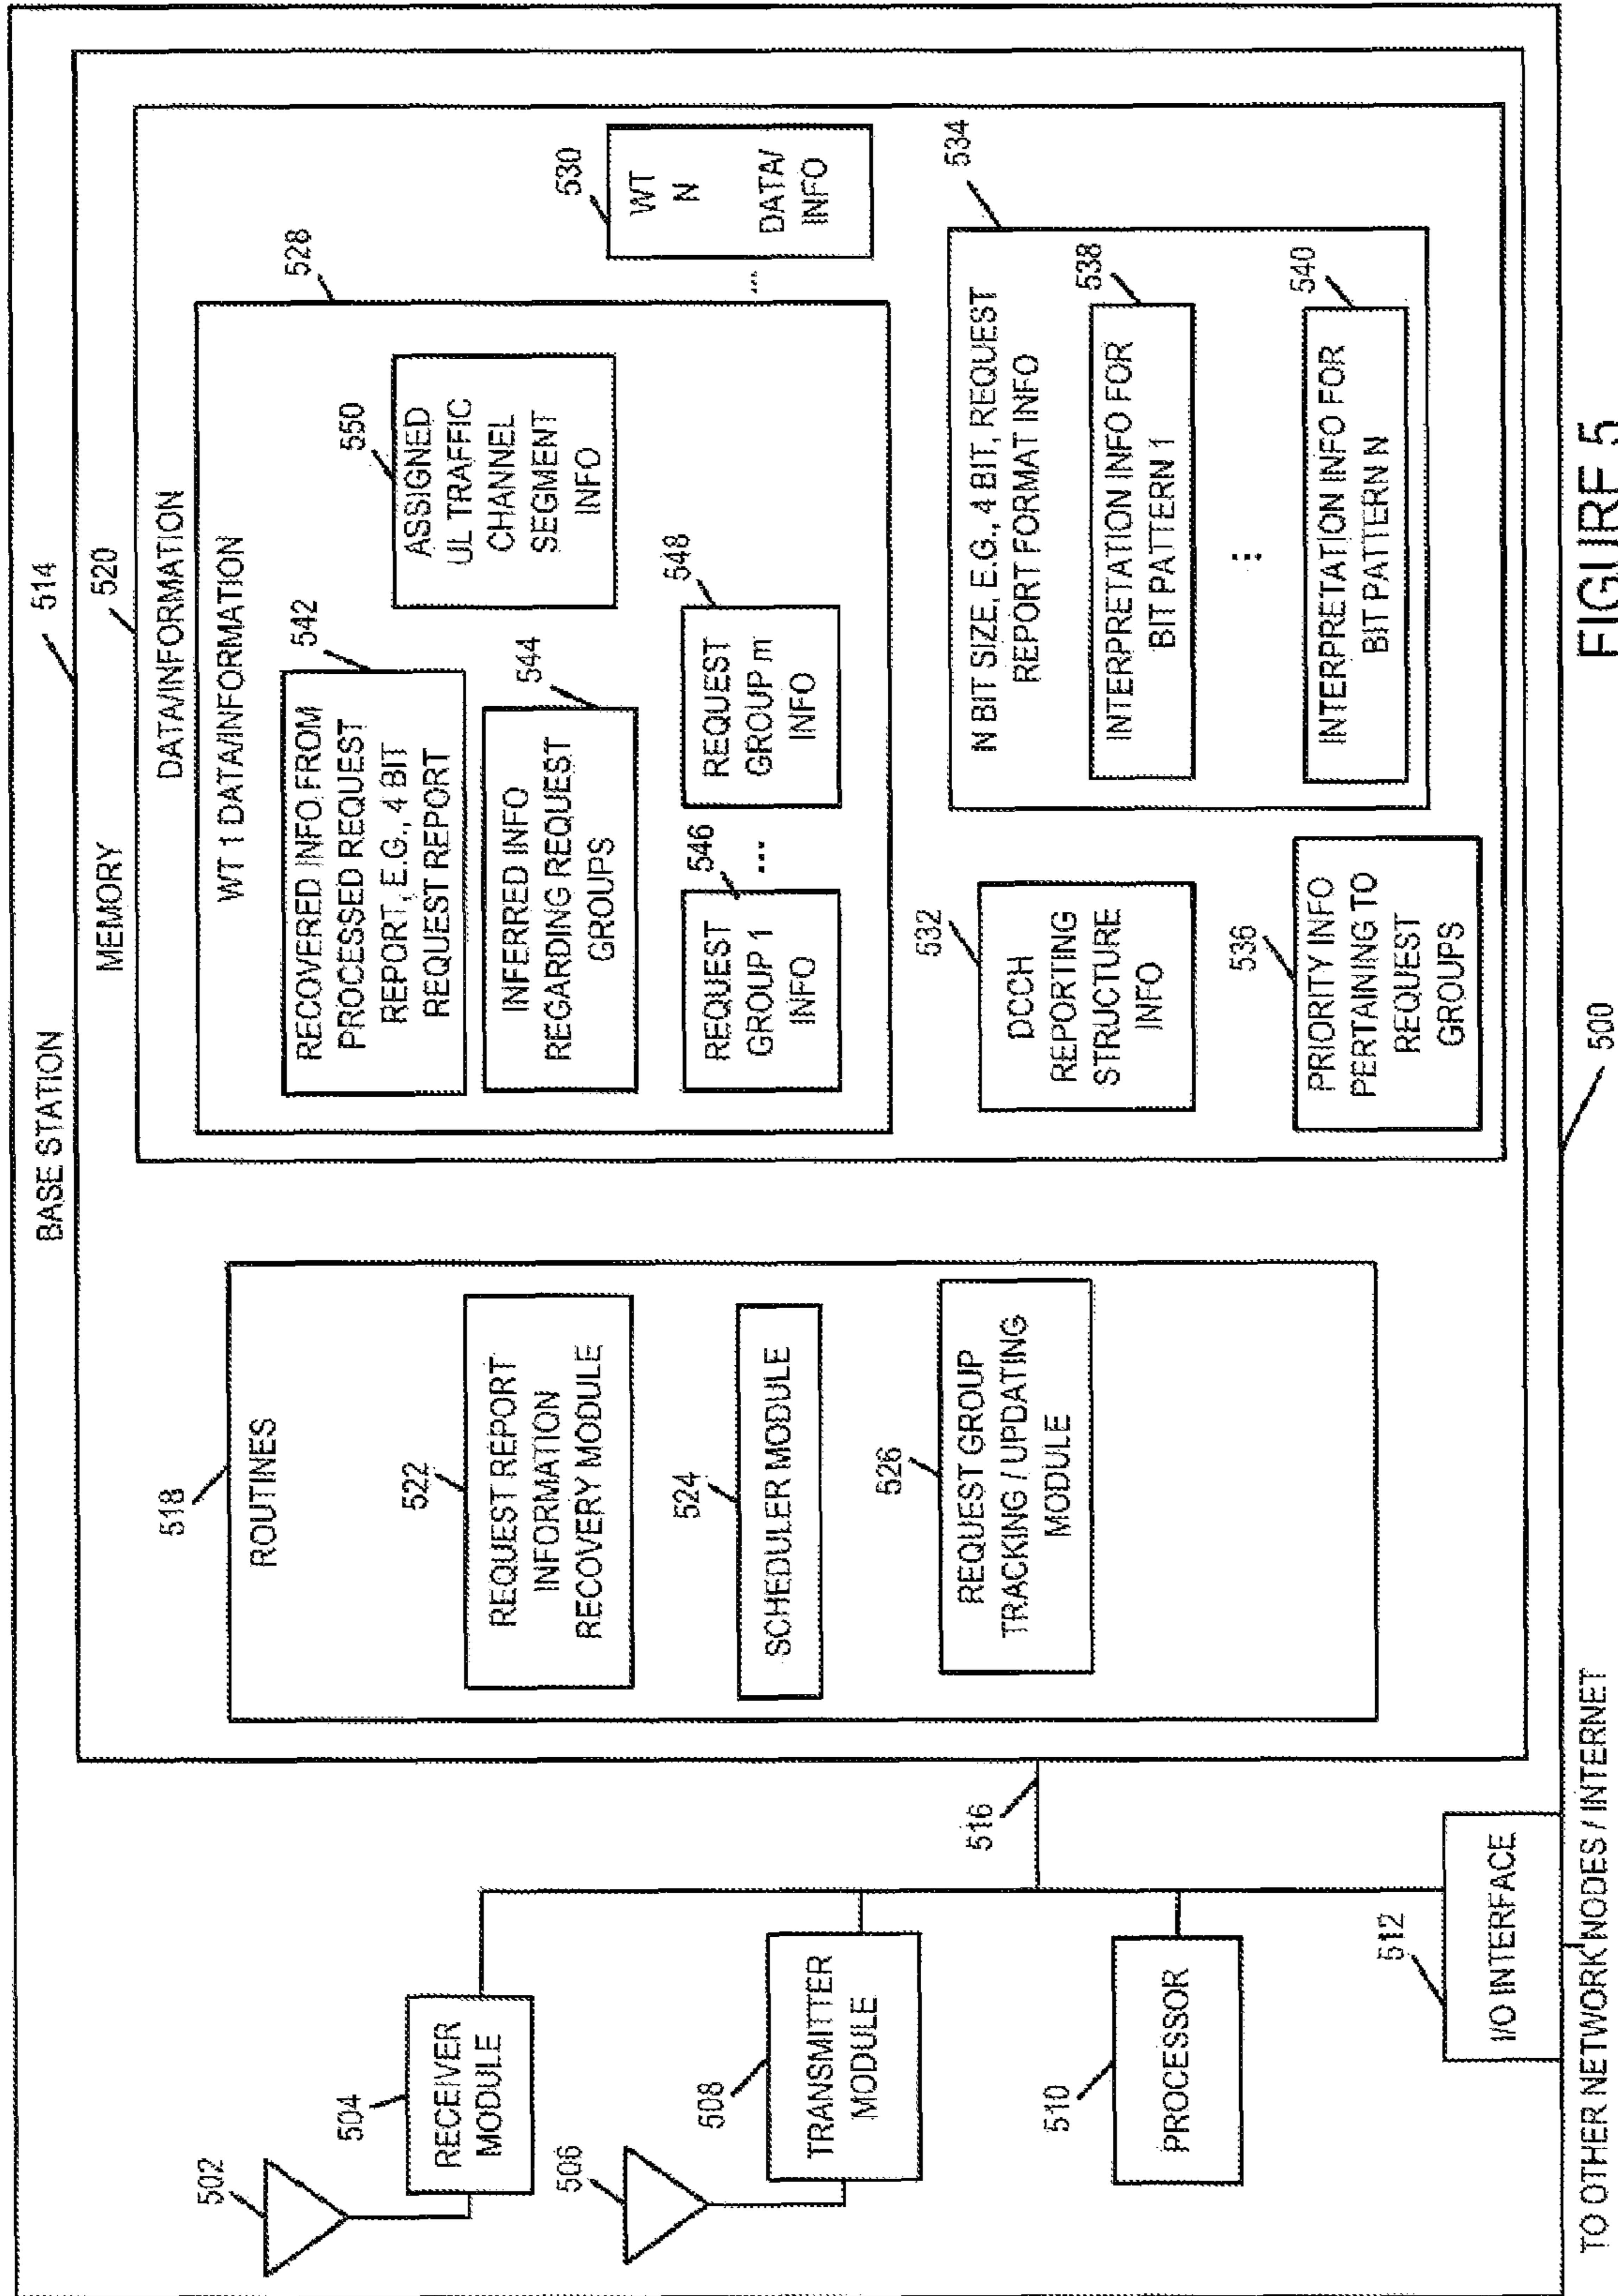 BASE STATION
514
MEMORY
520
502
504
RECEIVER
MODULE
506
508
TRANSMITTER
MODULE
510
PROCESSOR
512
I/O INTERFACE
TO OTHER NETWORK NODES / INTERNET
516
518
ROUTINES
522
REQUEST REPORT
INFORMATION
RECOVERY MODULE
524
SCHEDULER MODULE
526
REQUEST GROUP
TRACKING / UPDATING
MODULE
DATA/INFORMATION
WT 1 DATA/INFORMATION
528
542
RECOVERED INFO FROM
PROCESSED REQUEST
REPORT, E.G., 4 BIT
REQUEST REPORT
544
INFERRED INFO
REGARDING REQUEST
GROUPS
546
REQUEST
GROUP 1
INFO
...
548
REQUEST
GROUP m
INFO
550
ASSIGNED
UL TRAFFIC
CHANNEL
SEGMENT
INFO
...
530
WT
N
DATA/
INFO
532
DCCH
REPORTING
STRUCTURE
INFO
536
PRIORITY INFO
PERTAINING TO
REQUEST
GROUPS
534
N BIT SIZE, E.G., 4 BIT, REQUEST
REPORT FORMAT INFO
538
INTERPRETATION INFO FOR
BIT PATTERN 1
...
540
INTERPRETATION INFO FOR
BIT PATTERN N
500
FIGURE 5